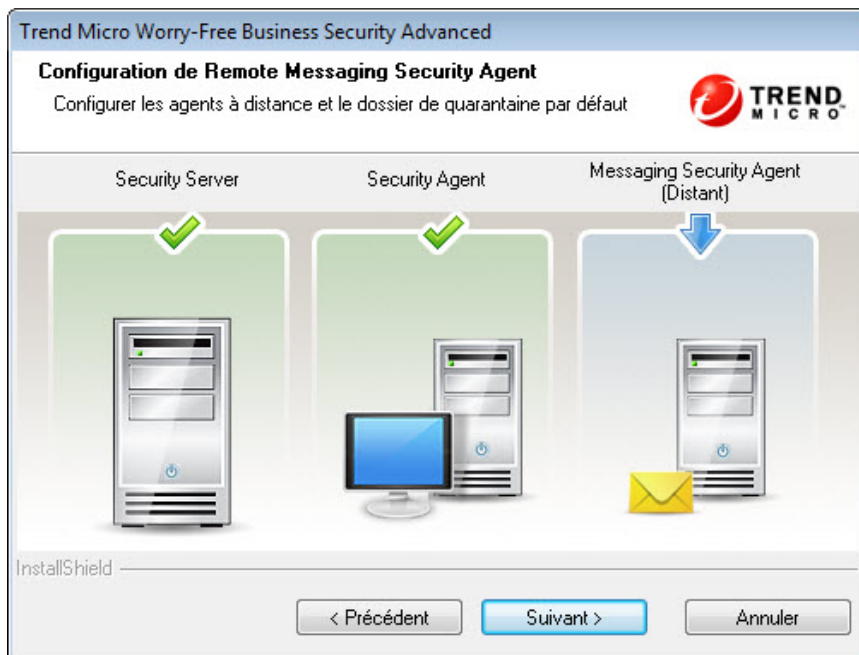 Trend Micro Worry-Free Business Security Advanced
Configuration de Remote Messaging Security Agent
Configurer les agents à distance et le dossier de quarantaine par défaut
TREND
MICRO
Security Server
Security Agent
Messaging Security Agent
(Distant)
InstallShield
< Précédent
Suivant >
Annuler